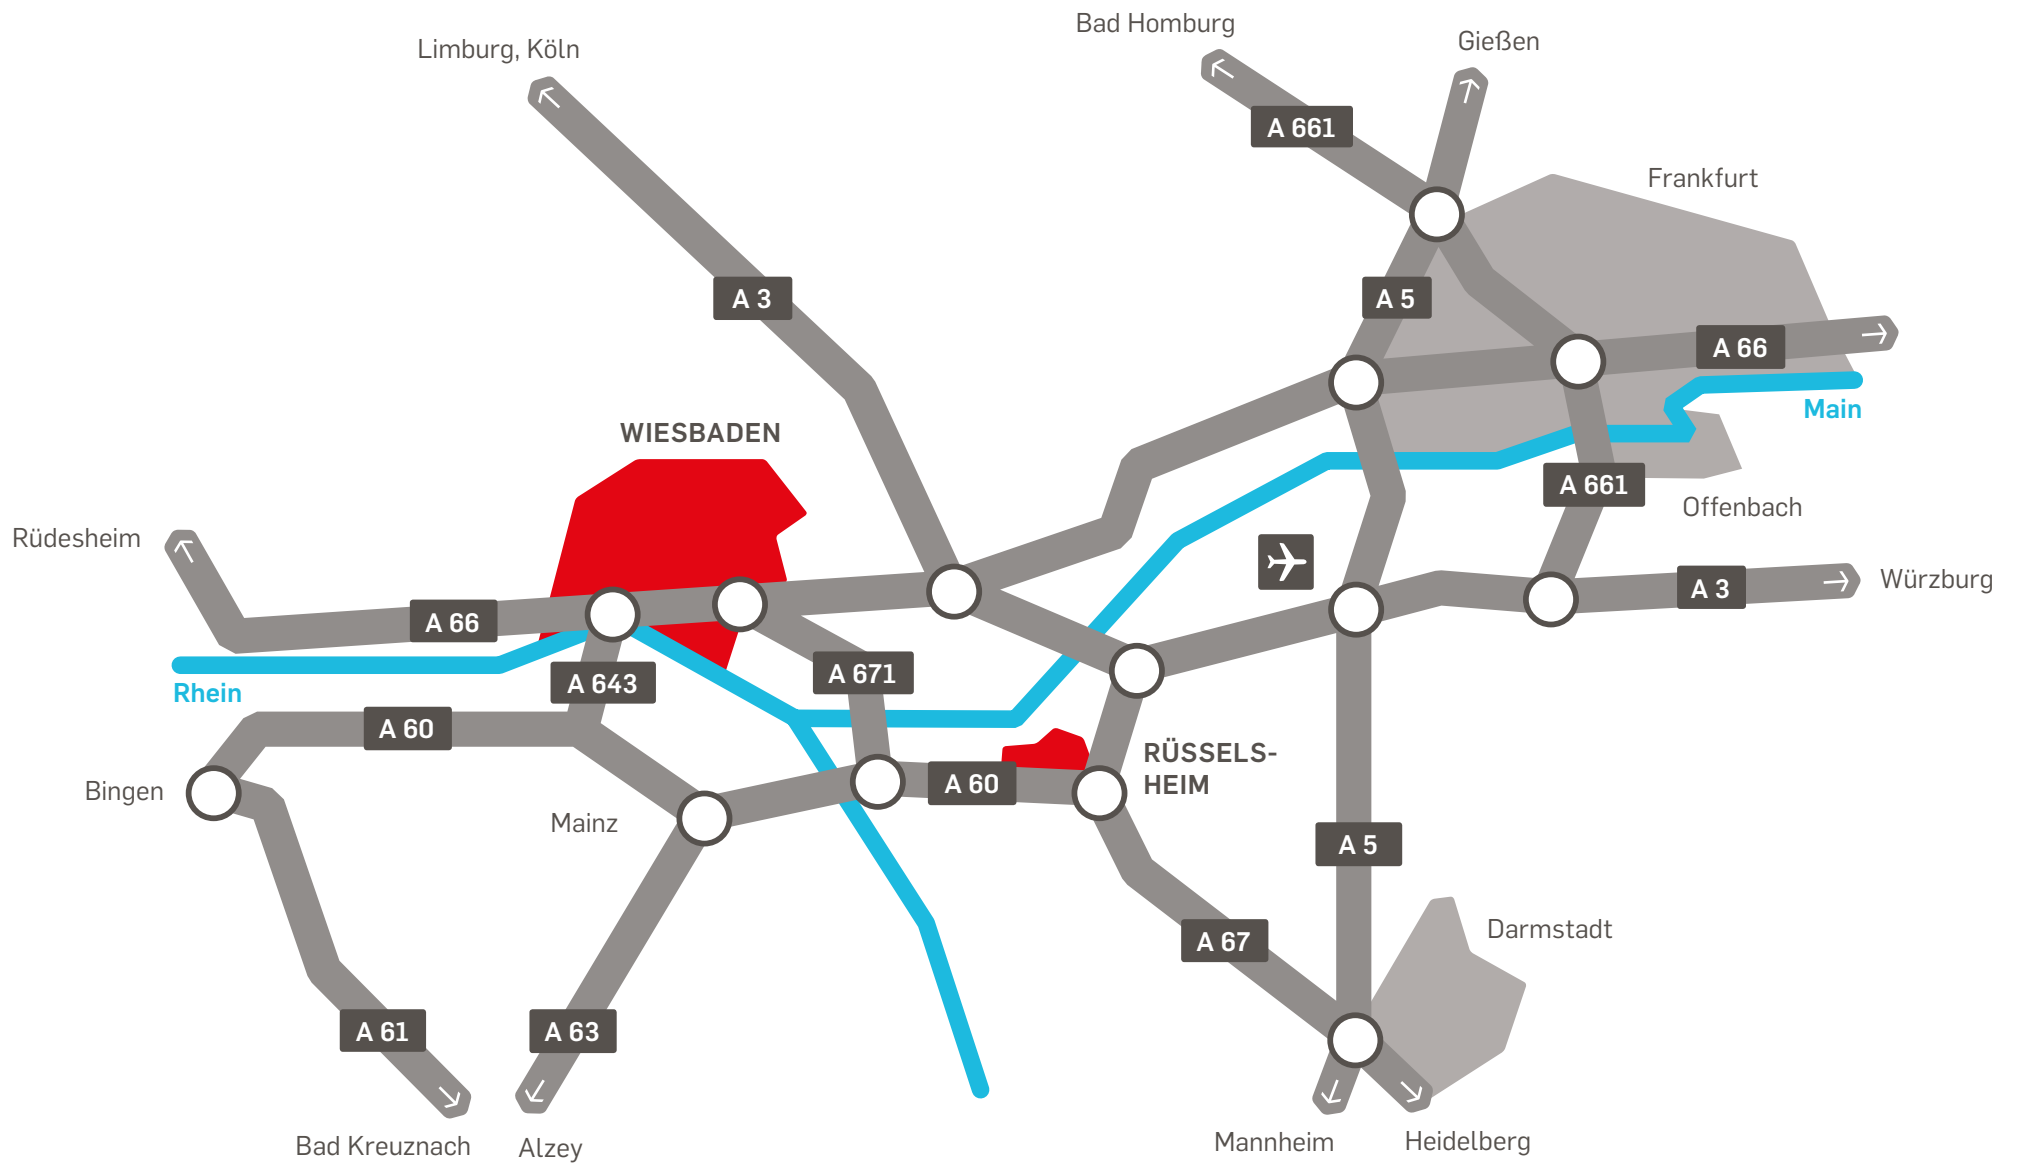 Bad Homburg
Gießen
Limburg, Köln
A 661
Frankfurt
A 3
A 5
A 66
Main
WIESBADEN
A 661
Offenbach
Rüdesheim
A 66
A 3
Würzburg
Rhein
A 643
A 671
A 60
RÜSSELS-
HEIM
A 60
Bingen
Mainz
A 5
A 67
Darmstadt
A 61
A 63
Bad Kreuznach
Alzey
Mannheim
Heidelberg